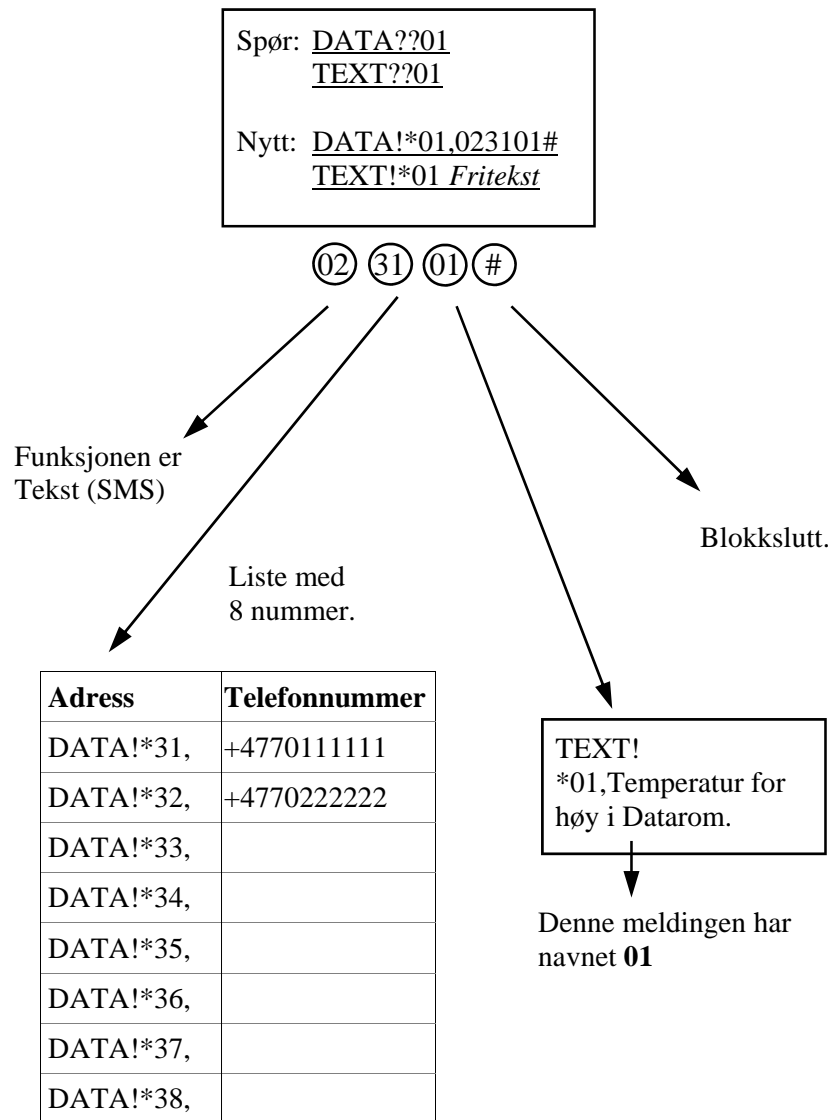 Spør: DATA??01
TEXT??01
Nytt: DATA!*01,023101#
TEXT!*01 Fritekst
02 31 01 #
Funksjonen er
Tekst (SMS)
Blokkslutt.
Liste med
8 nummer.
Adress Telefonnummer
DATA!*31, +4770111111
DATA!*32, +4770222222
DATA!*33,
DATA!*34,
DATA!*35,
DATA!*36,
DATA!*37,
DATA!*38,
TEXT!
*01,Temperatur for
høy i Datarom.
Denne meldingen har
navnet 01